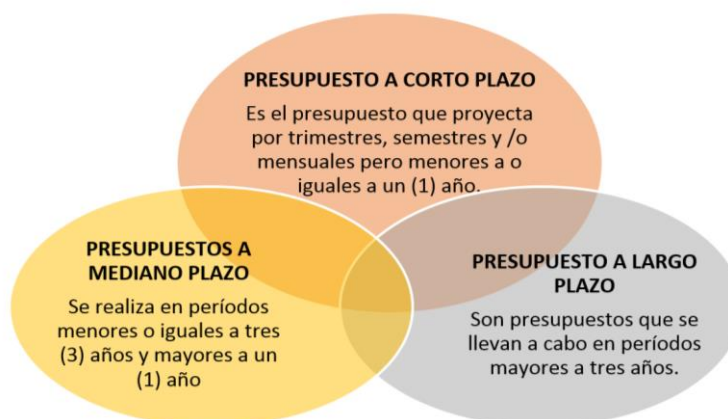 PRESUPUESTO A CORTO PLAZO
Es el presupuesto que proyecta
por trimestres, semestres y /o
mensuales pero menores a o
iguales a un (1) año.
PRESUPUESTOS A
MEDIANO PLAZO
Se realiza en períodos
menores o iguales a tres
(3) años y mayores a un
(1) año
PRESUPUESTO A LARGO
PLAZO
Son presupuestos que se
llevan a cabo en períodos
mayores a tres años.